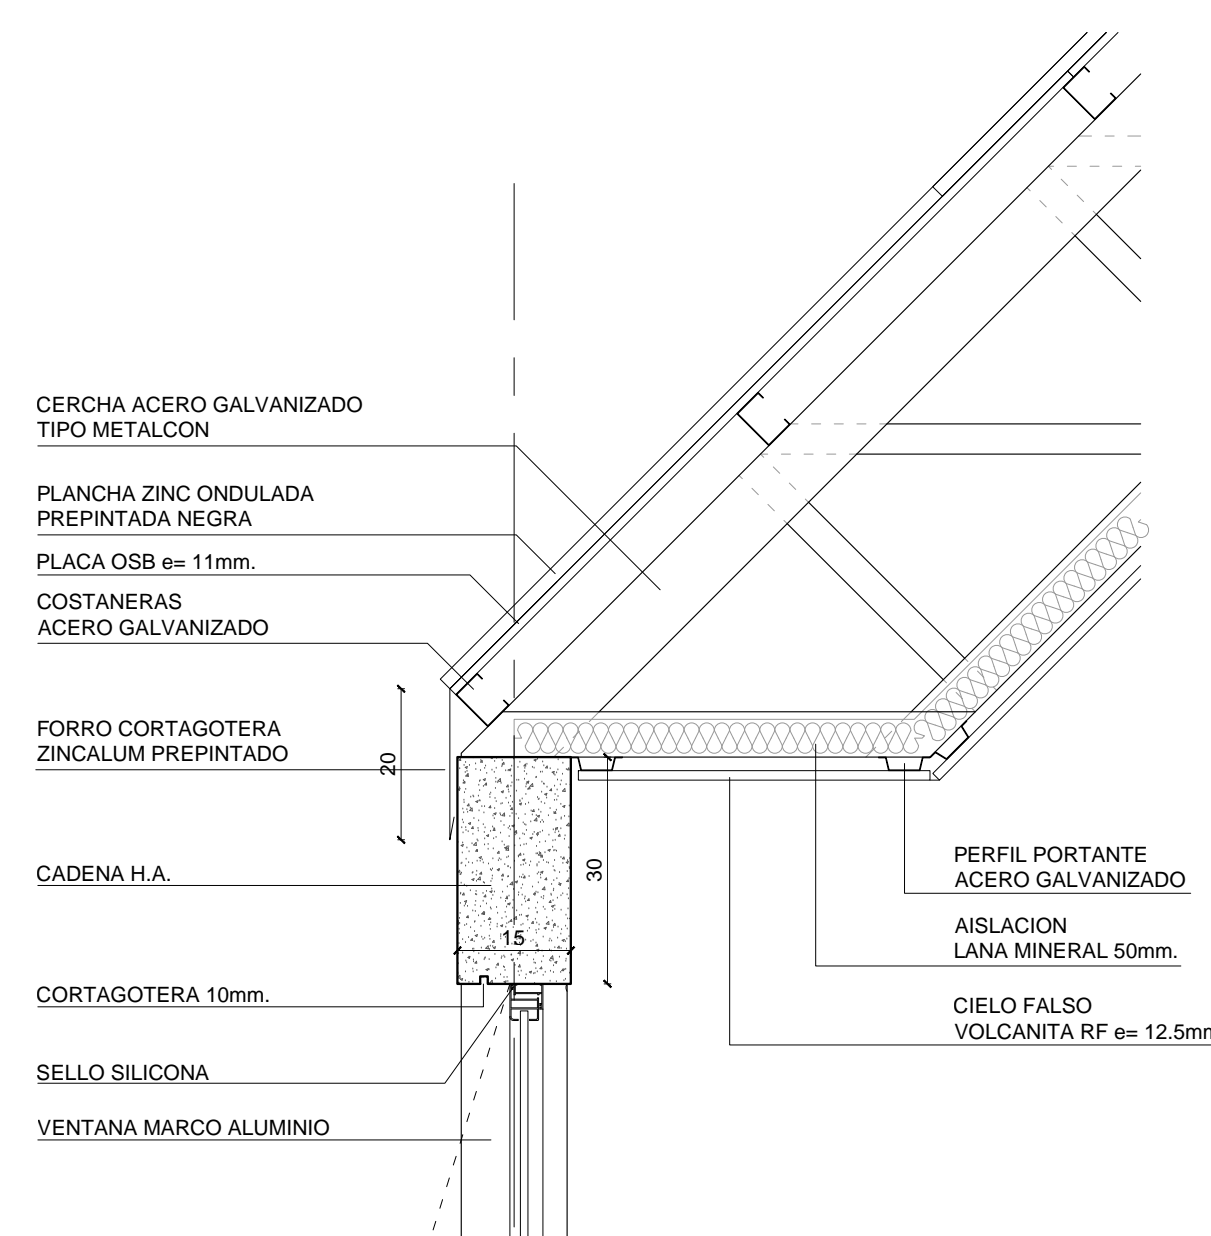 CERCHA ACERO GALVANIZADO
TIPO METALCON
PLANCHA ZINC ONDULADA
PREPINTADA NEGRA
PLACA OSB e= 11mm.
COSTANERAS
ACERO GALVANIZADO
FORRO CORTAGOTERA
ZINCALUM PREPINTADO
20
CADENA H.A.
30
15
CORTAGOTERA 10mm.
SELLO SILICONA
VENTANA MARCO ALUMINIO
PERFIL PORTANTE
ACERO GALVANIZADO
AISLACION
LANA MINERAL 50mm.
CIELO FALSO
VOLCANITA RF e= 12.5mm